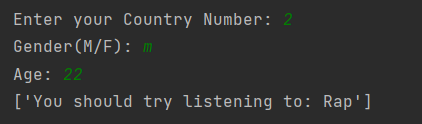 Enter your Country Number: 2
Gender(M/F): m
Age: 22
['You should try listening to: Rap']